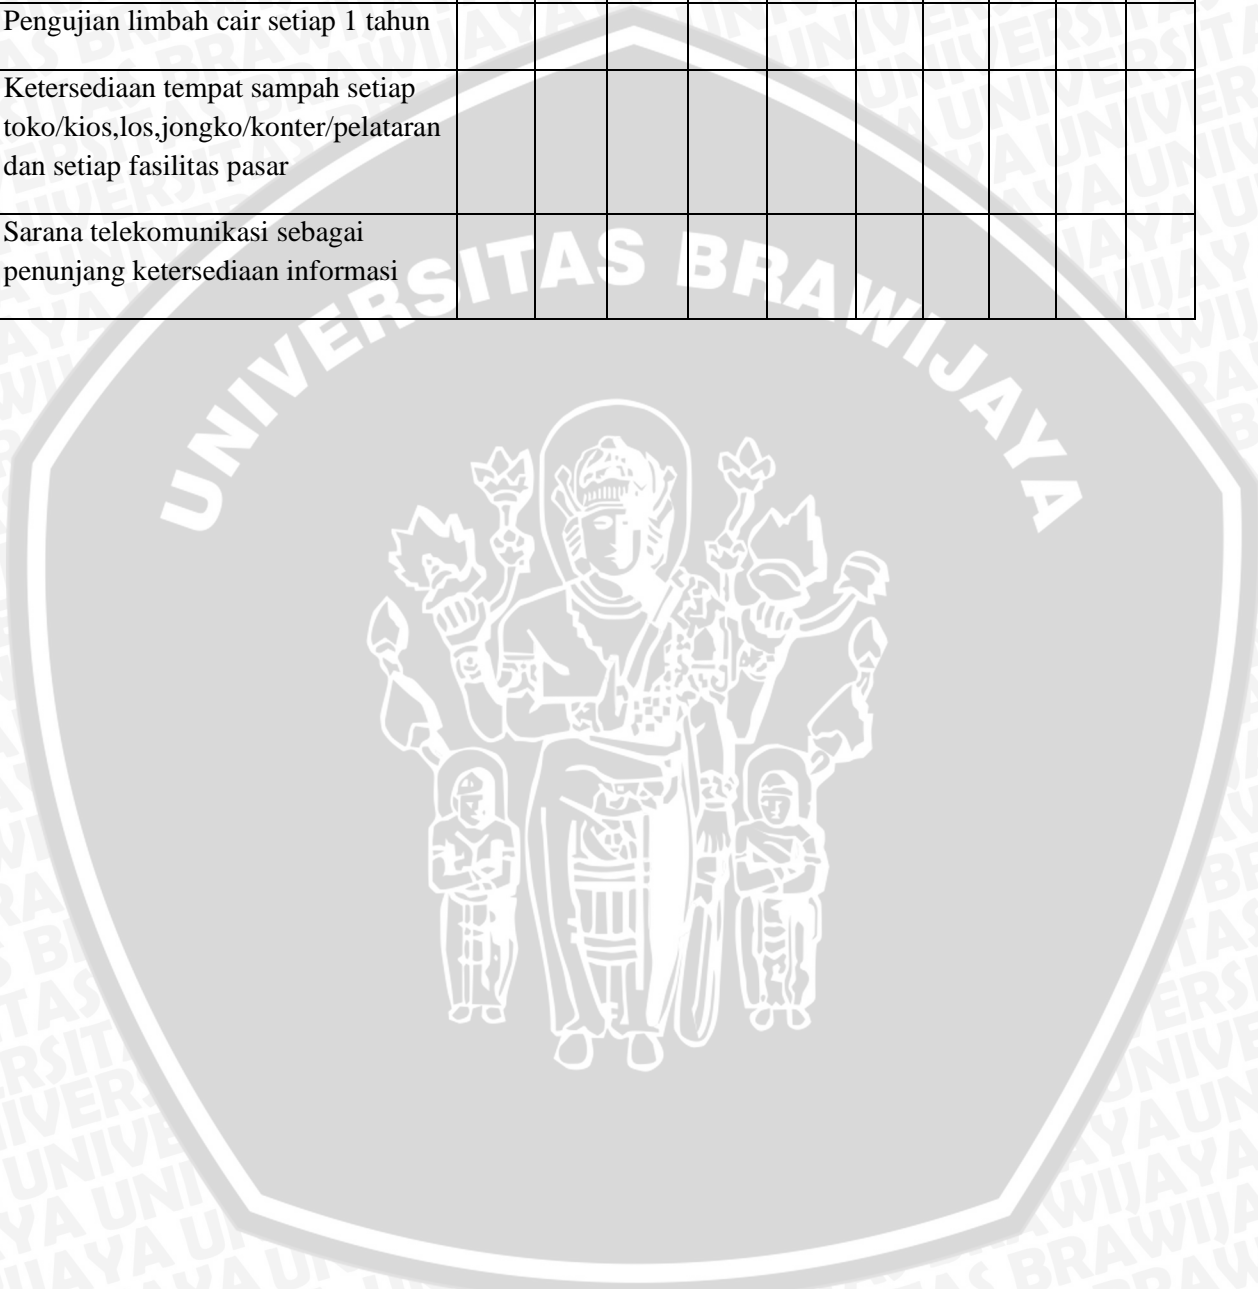 Pengujian limbah cair setiap 1 tahun
Ketersediaan tempat sampah setiap
toko/kios,los,jongko/konter/pelataran
dan setiap fasilitas pasar
Sarana telekomunikasi sebagai
penunjang ketersediaan informasi
UNIVERSITAS BRAWIJAYA